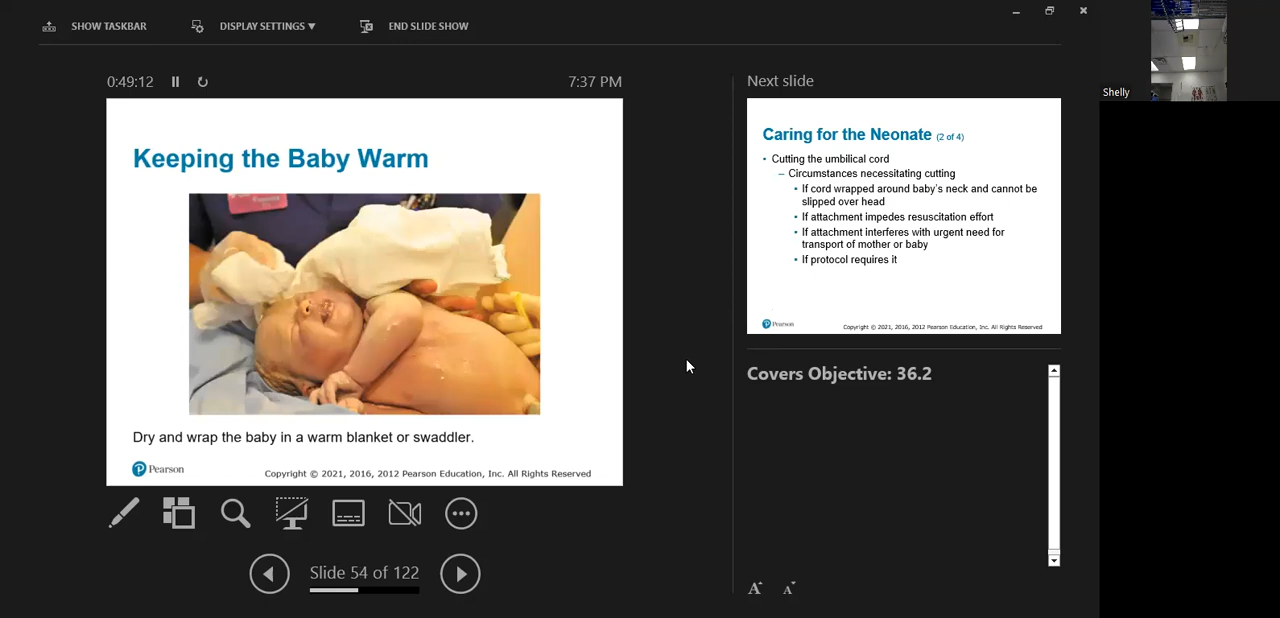 SHOW TASKBAR
DISPLAY SETTINGS ▼
END SLIDE SHOW
0:49:12
7:37 PM
Keeping the Baby Warm
Dry and wrap the baby in a warm blanket or swaddler.
Pearson
Copyright © 2021, 2016, 2012 Pearson Education, Inc. All Rights Reserved
Slide 54 of 122
Next slide
Caring for the Neonate (2 of 4)
• Cutting the umbilical cord
– Circumstances necessitating cutting
▪ If cord wrapped around baby's neck and cannot be
slipped over head
▪ If attachment impedes resuscitation effort
▪ If attachment interferes with urgent need for
transport of mother or baby
▪ If protocol requires it
Pearson
Copyright © 2021, 2016, 2012 Pearson Education, Inc. All Rights Reserved
Covers Objective: 36.2
A A
Shelly